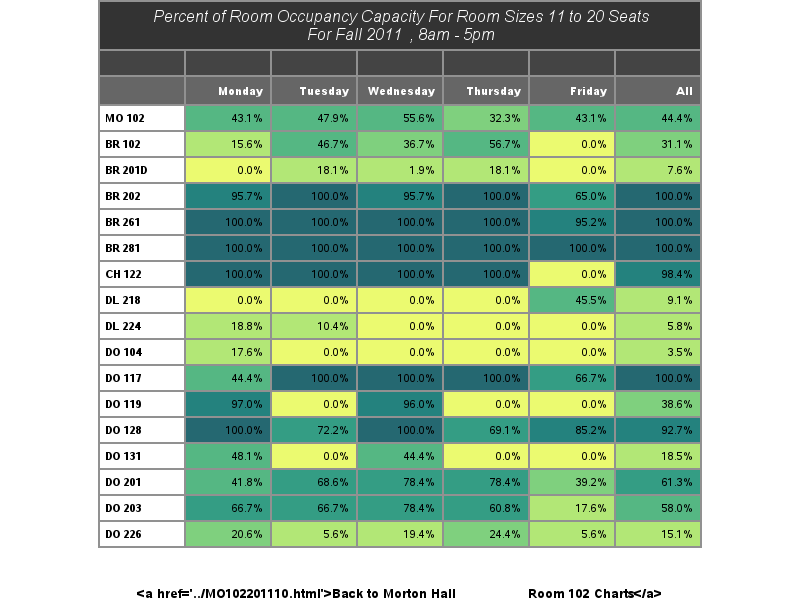 Percent of Room Occupancy Capacity For Room Sizes 11 to 20 Seats
For Fall 2011 , 8am - 5pm
Monday Tuesday Wednesday Thursday Friday All
MO 102 43.1% 47.9% 55.6% 32.3% 43.1% 44.4%
BR 102 15.6% 46.7% 36.7% 56.7% 0.0% 31.1%
BR 201D 0.0% 18.1% 1.9% 18.1% 0.0% 7.6%
BR 202 95.7% 100.0% 95.7% 100.0% 65.0% 100.0%
BR 261 100.0% 100.0% 100.0% 100.0% 95.2% 100.0%
BR 281 100.0% 100.0% 100.0% 100.0% 100.0% 100.0%
CH 122 100.0% 100.0% 100.0% 100.0% 0.0% 98.4%
DL 218 0.0% 0.0% 0.0% 0.0% 45.5% 9.1%
DL 224 18.8% 10.4% 0.0% 0.0% 0.0% 5.8%
DO 104 17.6% 0.0% 0.0% 0.0% 0.0% 3.5%
DO 117 44.4% 100.0% 100.0% 100.0% 66.7% 100.0%
DO 119 97.0% 0.0% 96.0% 0.0% 0.0% 38.6%
DO 128 100.0% 72.2% 100.0% 69.1% 85.2% 92.7%
DO 131 48.1% 0.0% 44.4% 0.0% 0.0% 18.5%
DO 201 41.8% 68.6% 78.4% 78.4% 39.2% 61.3%
DO 203 66.7% 66.7% 78.4% 60.8% 17.6% 58.0%
DO 226 20.6% 5.6% 19.4% 24.4% 5.6% 15.1%
<a href='../MO102201110.html'>Back to Morton Hall Room 102 Charts</a>